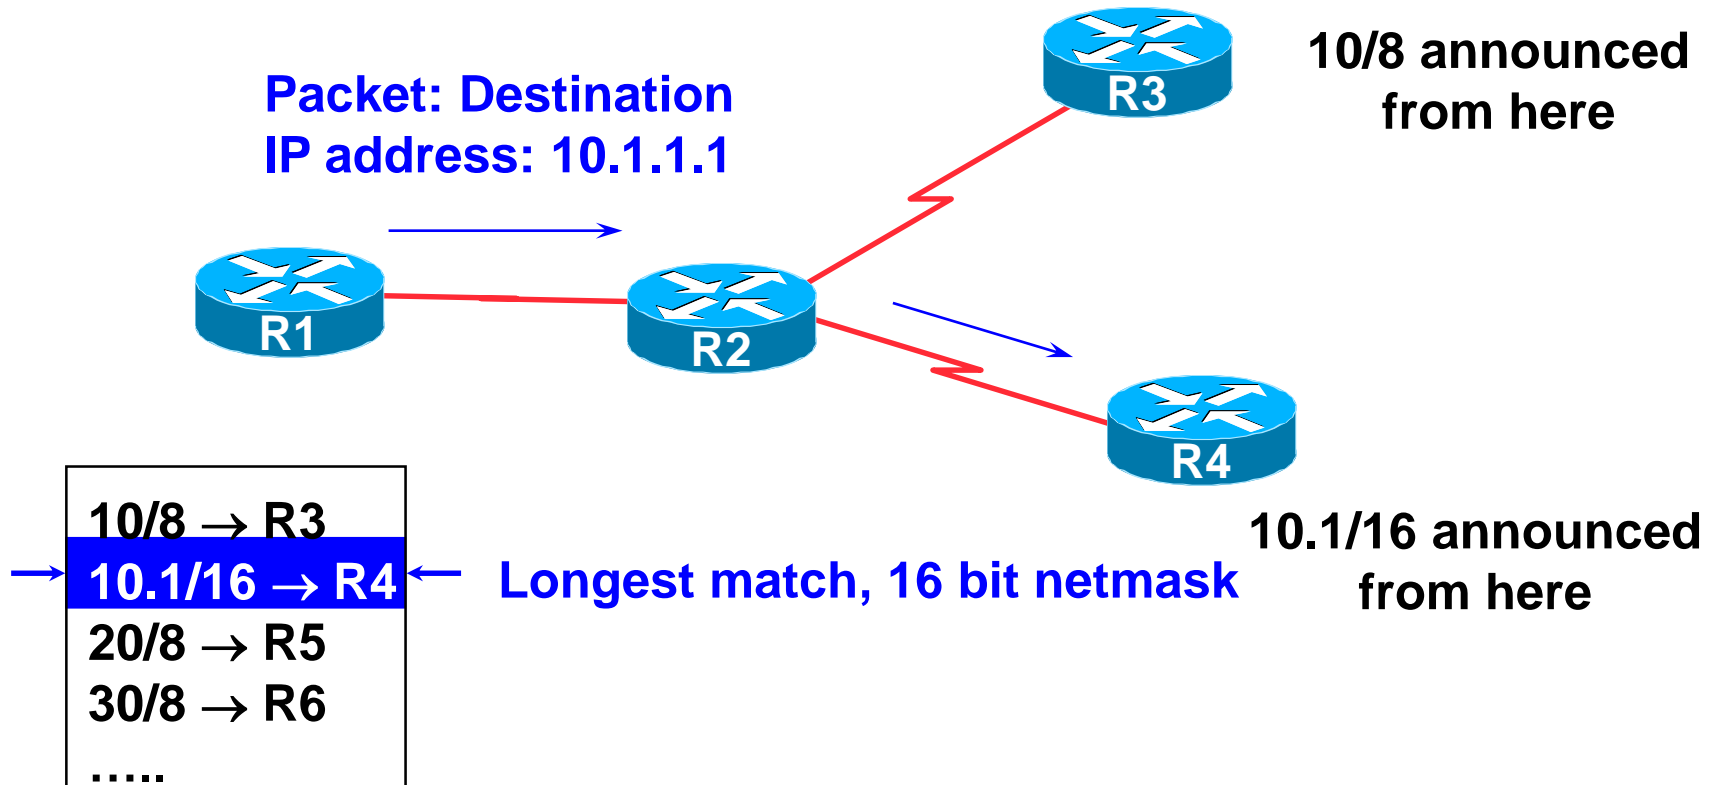 Packet: Destination
IP address: 10.1.1.1
R3
10/8 announced
from here
R1
R2
R4
10.1/16 announced
from here
10/8 → R3
10.1/16 → R4
20/8 → R5
30/8 → R6
…..
Longest match, 16 bit netmask